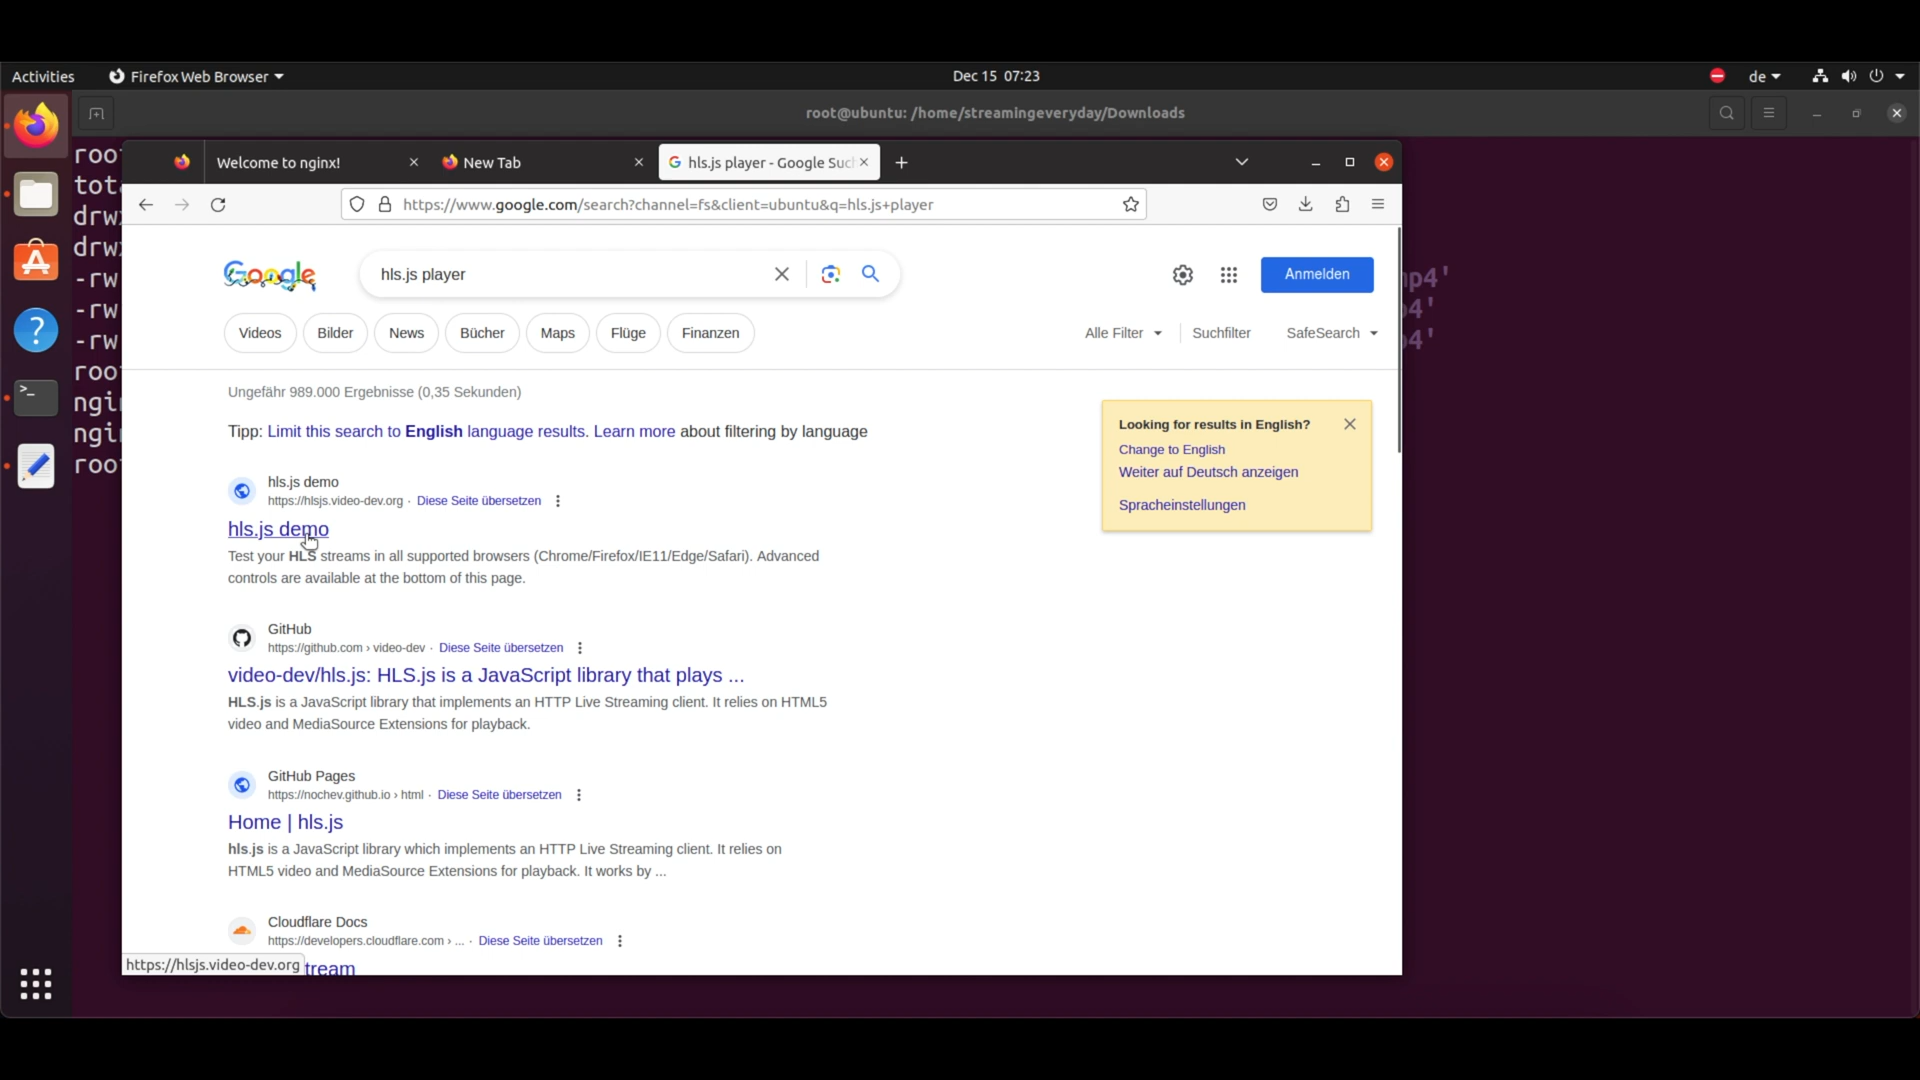 Activities
Firefox Web Browser
Dec 15 07:23
de
root@ubuntu: /home/streamingeveryday/Downloads
Welcome to nginx!
New Tab
hls.js player - Google Suc
https://www.google.com/search?channel=fs&client=ubuntu&q=hls.js+player
Google
hls.js player
Anmelden
Videos
Bilder
News
Bücher
Maps
Flüge
Finanzen
Alle Filter
Suchfilter
SafeSearch
Ungefähr 989.000 Ergebnisse (0,35 Sekunden)
Tipp: Limit this search to English language results. Learn more about filtering by language
Looking for results in English?
Change to English
Weiter auf Deutsch anzeigen
Spracheinstellungen
hls.js demo
https://hlsjs.video-dev.org · Diese Seite übersetzen
hls.js demo
Test your HLS streams in all supported browsers (Chrome/Firefox/IE11/Edge/Safari). Advanced
controls are available at the bottom of this page.
GitHub
https://github.com › video-dev · Diese Seite übersetzen
video-dev/hls.js: HLS.js is a JavaScript library that plays ...
HLS.js is a JavaScript library that implements an HTTP Live Streaming client. It relies on HTML5
video and MediaSource Extensions for playback.
GitHub Pages
https://nochev.github.io › html · Diese Seite übersetzen
Home | hls.js
hls.js is a JavaScript library which implements an HTTP Live Streaming client. It relies on
HTML5 video and MediaSource Extensions for playback. It works by ...
Cloudflare Docs
https://developers.cloudflare.com › ... · Diese Seite übersetzen
tream
https://hlsjs.video-dev.org
roo
tot
drw
drw
-rw
-rw
-rw
roo
ngi
ngi
roo
p4'
4'
4'